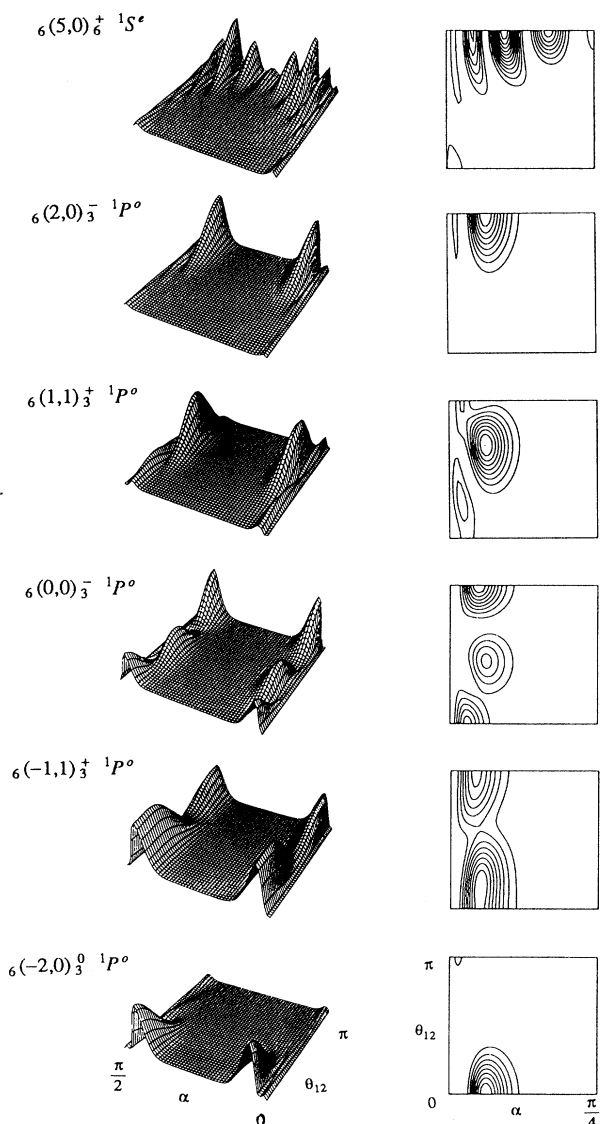 ₆(5,0)₆⁺ ¹Sᵉ
₆(2,0)₃⁻ ¹Pᵒ
₆(1,1)₃⁺ ¹Pᵒ
₆(0,0)₃⁻ ¹Pᵒ
₆(−1,1)₃⁺ ¹Pᵒ
₆(−2,0)₃⁰ ¹Pᵒ
π
π/2
α
θ₁₂
0
π
θ₁₂
0
α
π/4